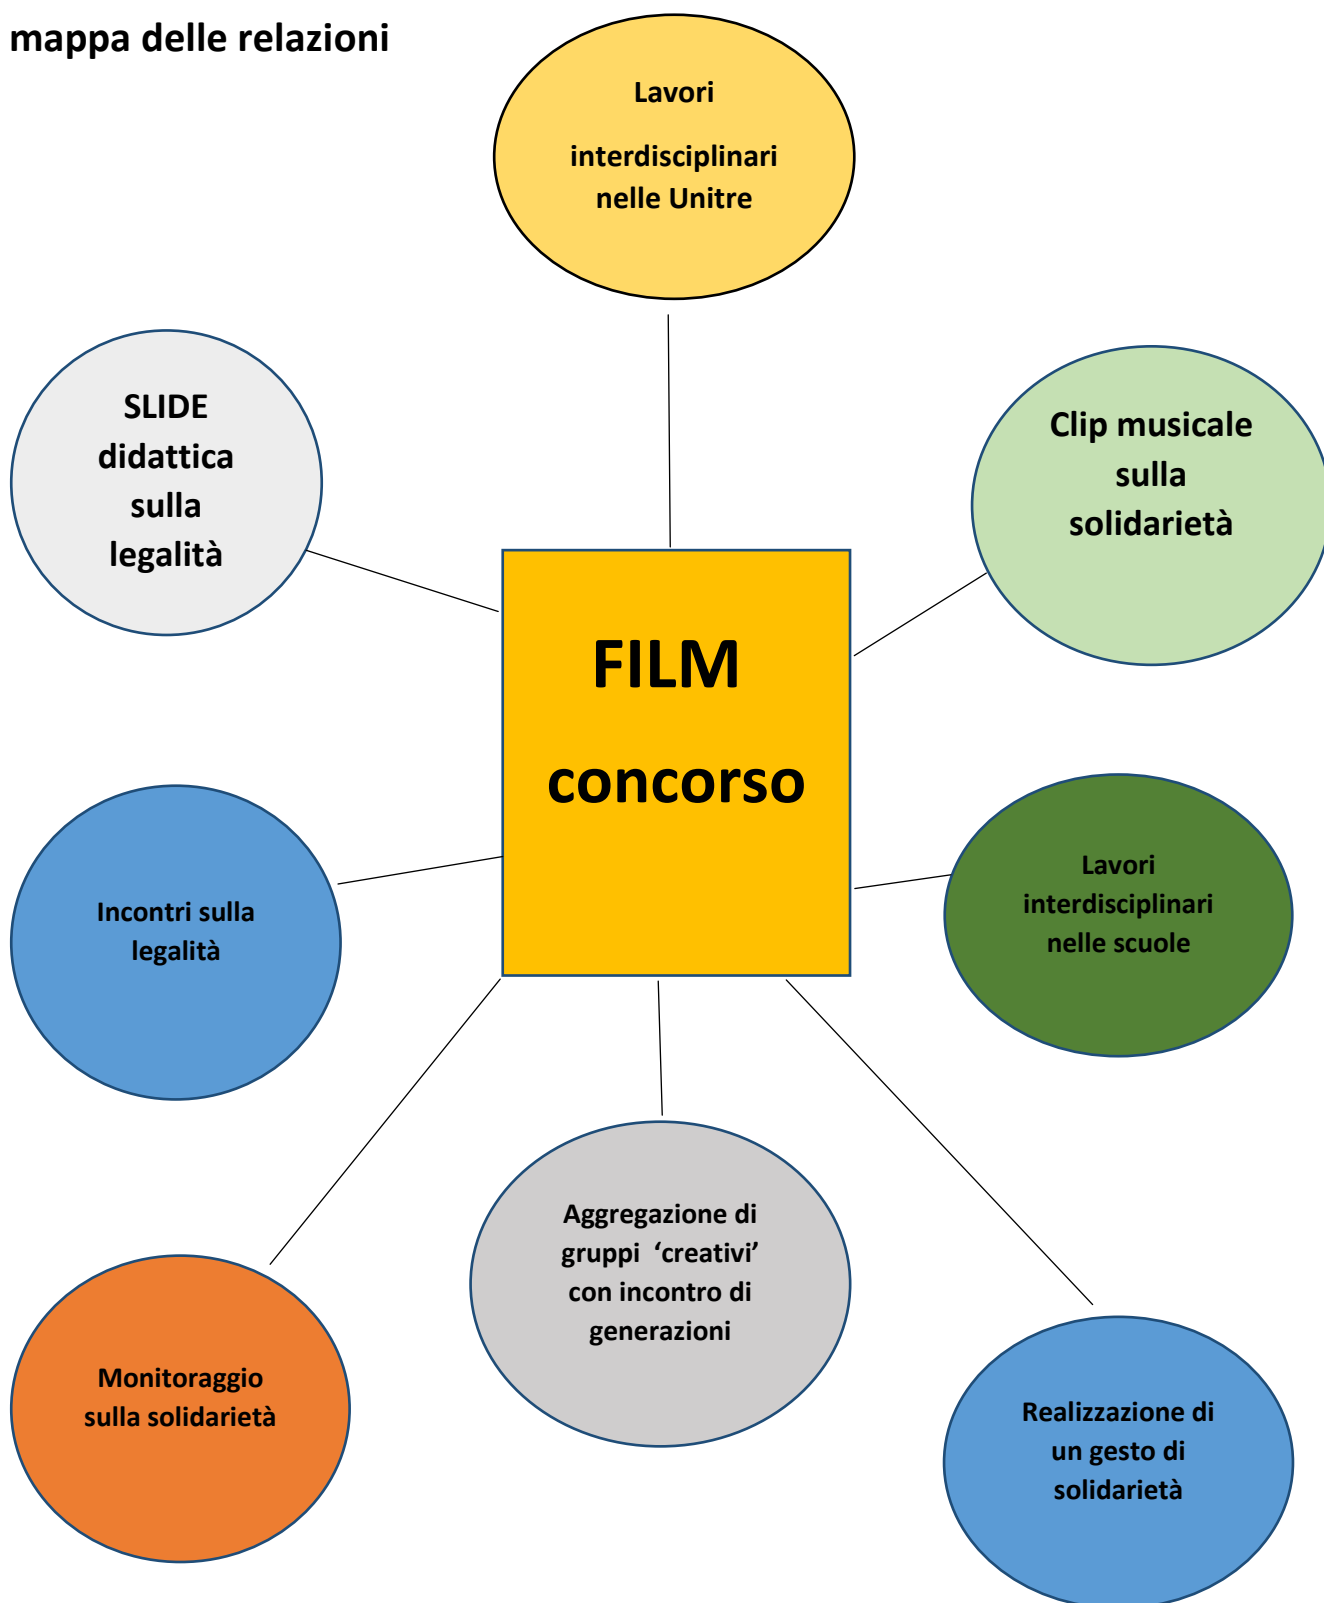 mappa delle relazioni
Lavori
interdisciplinari
nelle Unitre
SLIDE
didattica
sulla
legalità
Clip musicale
sulla
solidarietà
FILM
concorso
Incontri sulla
legalità
Lavori
interdisciplinari
nelle scuole
Aggregazione di
gruppi ‘creativi’
con incontro di
generazioni
Monitoraggio
sulla solidarietà
Realizzazione di
un gesto di
solidarietà